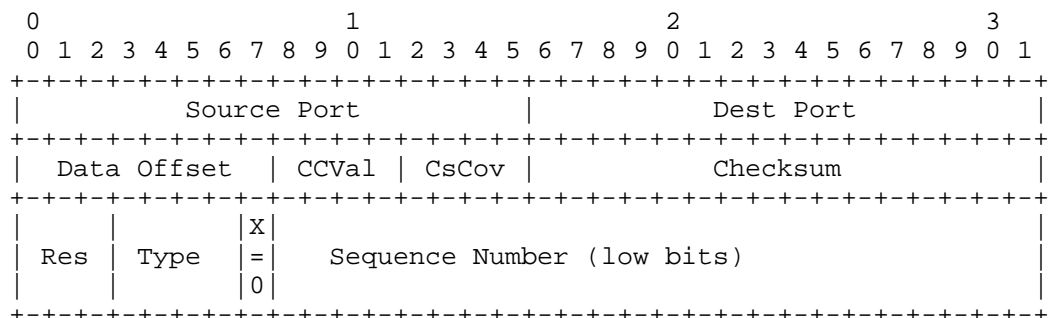 0                   1                   2                   3
 0 1 2 3 4 5 6 7 8 9 0 1 2 3 4 5 6 7 8 9 0 1 2 3 4 5 6 7 8 9 0 1
+-+-+-+-+-+-+-+-+-+-+-+-+-+-+-+-+-+-+-+-+-+-+-+-+-+-+-+-+-+-+-+-+
|          Source Port          |           Dest Port           |
+-+-+-+-+-+-+-+-+-+-+-+-+-+-+-+-+-+-+-+-+-+-+-+-+-+-+-+-+-+-+-+-+
|  Data Offset  | CCVal | CsCov |           Checksum            |
+-+-+-+-+-+-+-+-+-+-+-+-+-+-+-+-+-+-+-+-+-+-+-+-+-+-+-+-+-+-+-+-+
|     |       |X|                                               |
| Res | Type  |=|   Sequence Number (low bits)                  |
|     |       |0|                                               |
+-+-+-+-+-+-+-+-+-+-+-+-+-+-+-+-+-+-+-+-+-+-+-+-+-+-+-+-+-+-+-+-+